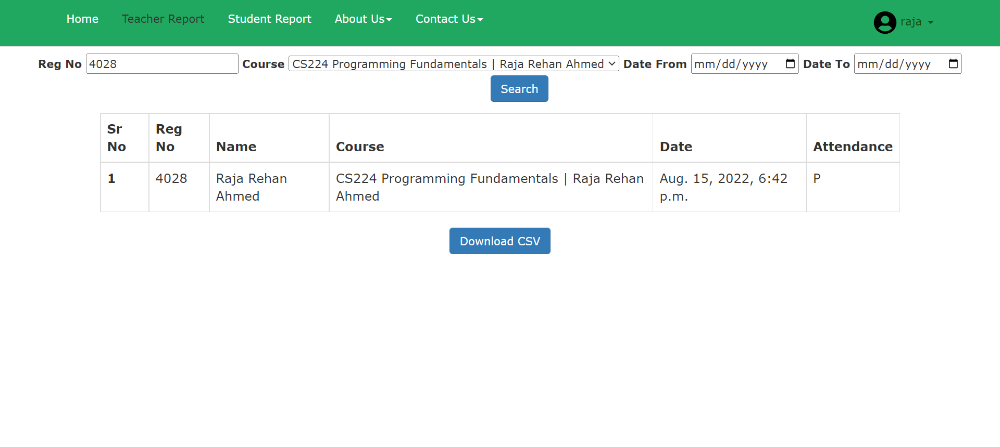 Home Teacher Report Student Report About Us Contact Us raja
Reg No 4028 Course CS224 Programming Fundamentals | Raja Rehan Ahmed Date From mm/dd/yyyy Date To mm/dd/yyyy
Search
Sr No Reg No Name Course Date Attendance
1 4028 Raja Rehan Ahmed CS224 Programming Fundamentals | Raja Rehan Ahmed Aug. 15, 2022, 6:42 p.m. P
Download CSV